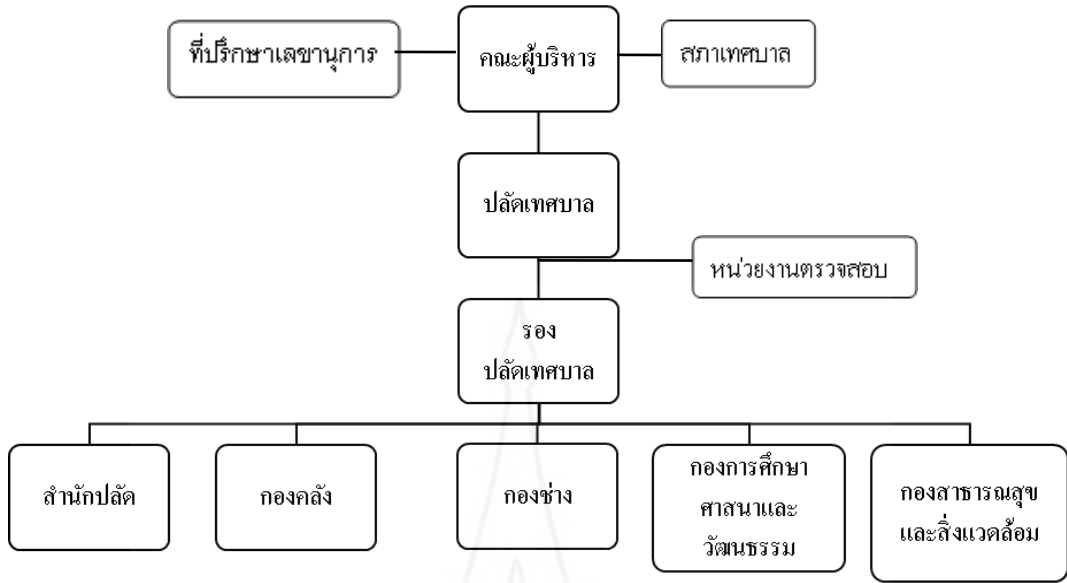 ที่ปรึกษาเลขานุการ
คณะผู้บริหาร
สภาเทศบาล
ปลัดเทศบาล
หน่วยงานตรวจสอบ
รอง
ปลัดเทศบาล
สำนักปลัด
กองคลัง
กองช่าง
กองการศึกษา
ศาสนาและ
วัฒนธรรม
กองสาธารณสุข
และสิ่งแวดล้อม